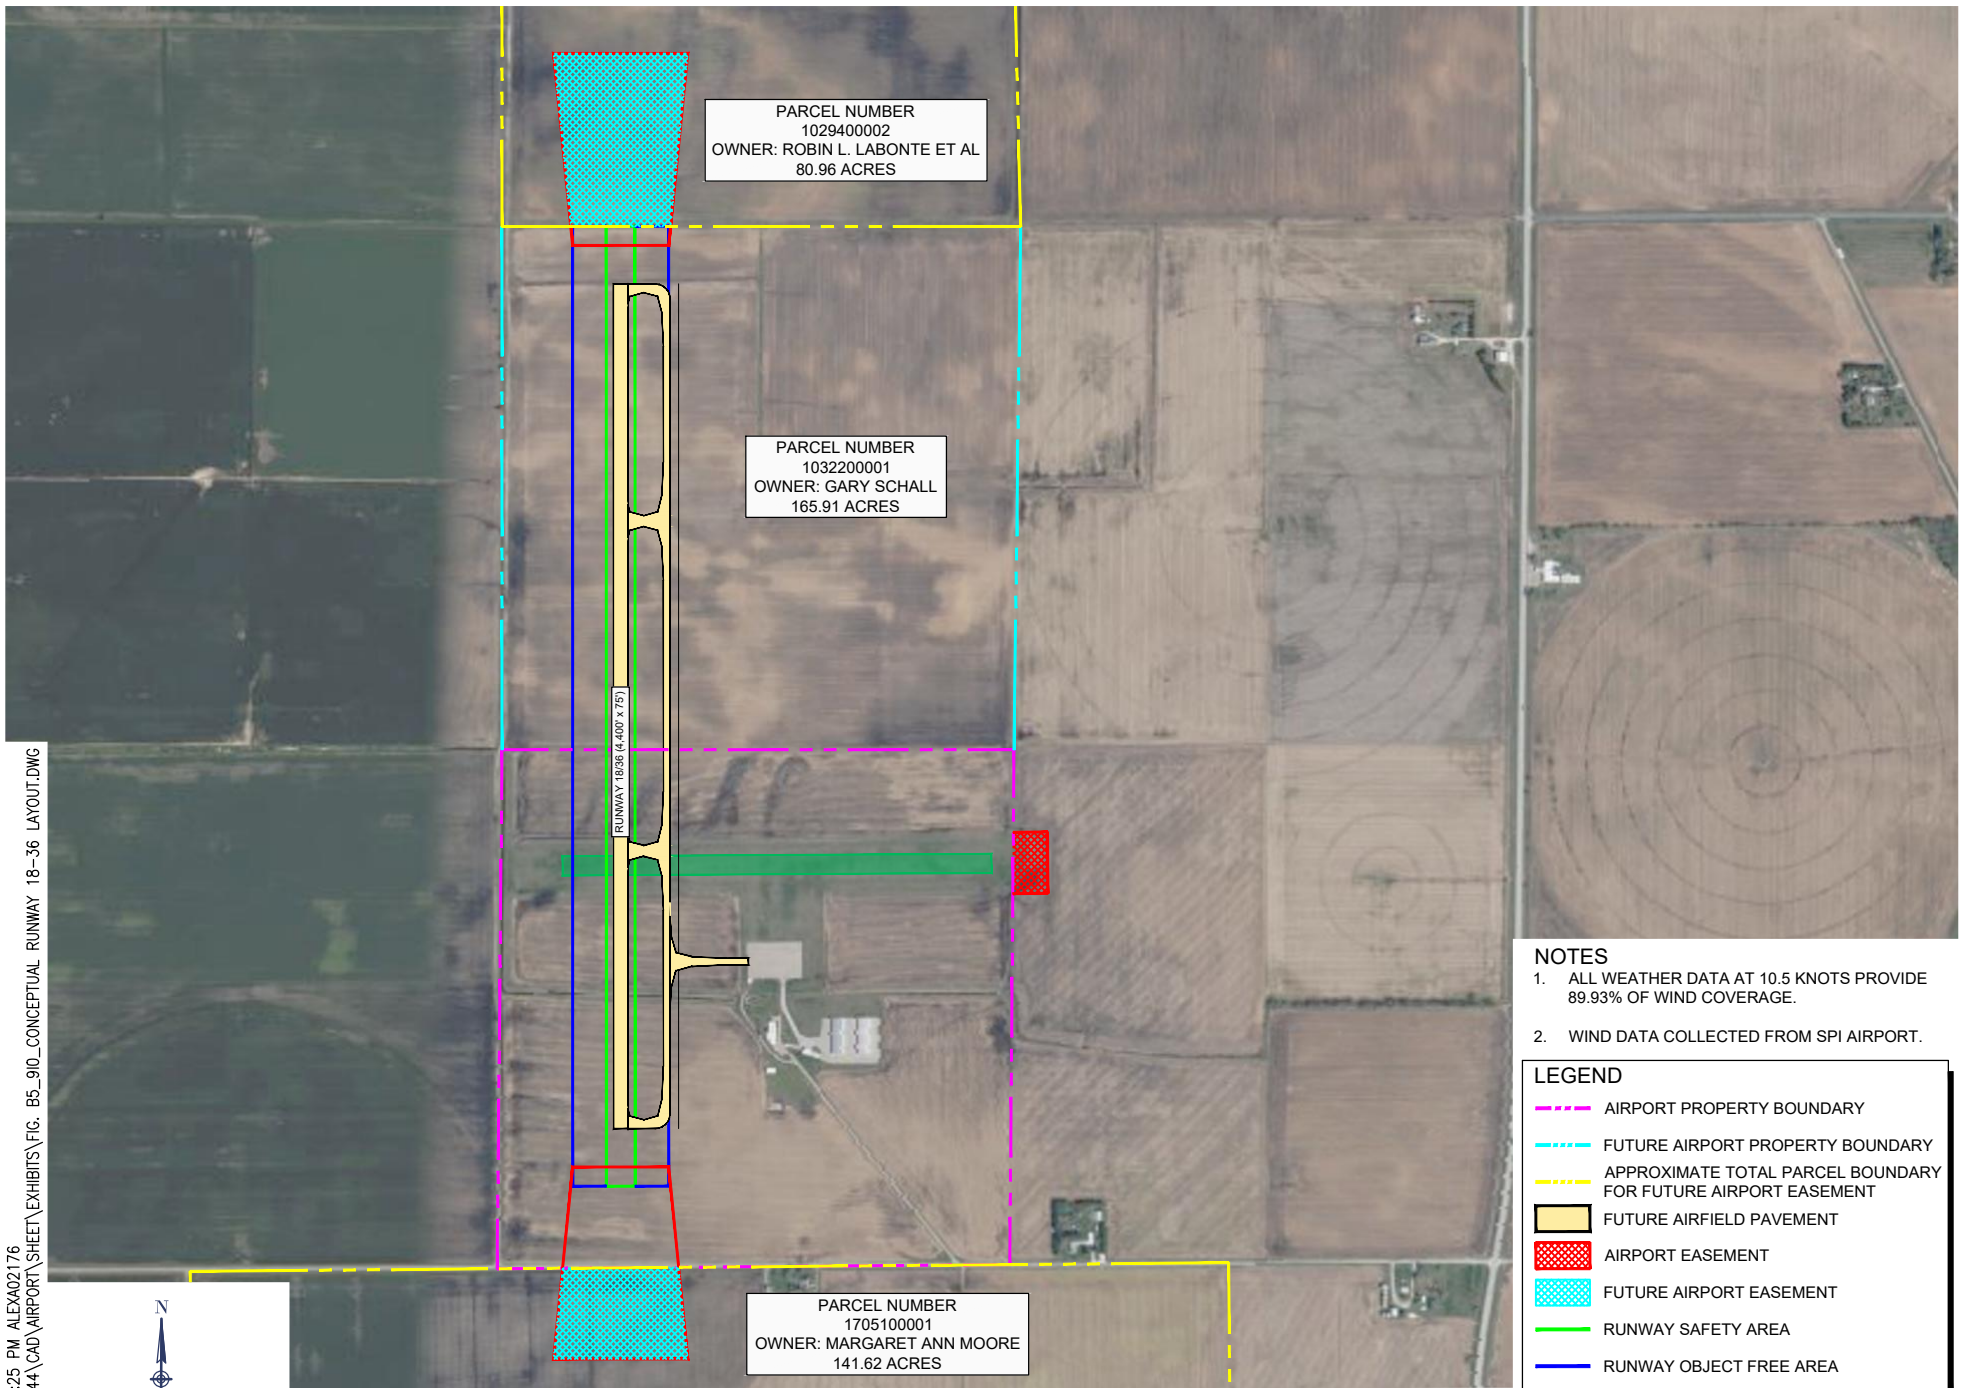 PARCEL NUMBER
1029400002
OWNER: ROBIN L. LABONTE ET AL
80.96 ACRES
PARCEL NUMBER
1032200001
OWNER: GARY SCHALL
165.91 ACRES
RUNWAY 18/36 (4,400' x 75')
PARCEL NUMBER
1705100001
OWNER: MARGARET ANN MOORE
141.62 ACRES
NOTES
1. ALL WEATHER DATA AT 10.5 KNOTS PROVIDE
89.93% OF WIND COVERAGE.
2. WIND DATA COLLECTED FROM SPI AIRPORT.
LEGEND
AIRPORT PROPERTY BOUNDARY
FUTURE AIRPORT PROPERTY BOUNDARY
APPROXIMATE TOTAL PARCEL BOUNDARY
FOR FUTURE AIRPORT EASEMENT
FUTURE AIRFIELD PAVEMENT
AIRPORT EASEMENT
FUTURE AIRPORT EASEMENT
RUNWAY SAFETY AREA
RUNWAY OBJECT FREE AREA
N
:25 PM ALEXA02176
44\CAD\AIRPORT\SHEET\EXHIBITS\FIG. B5_9I0_CONCEPTUAL RUNWAY 18-36 LAYOUT.DWG